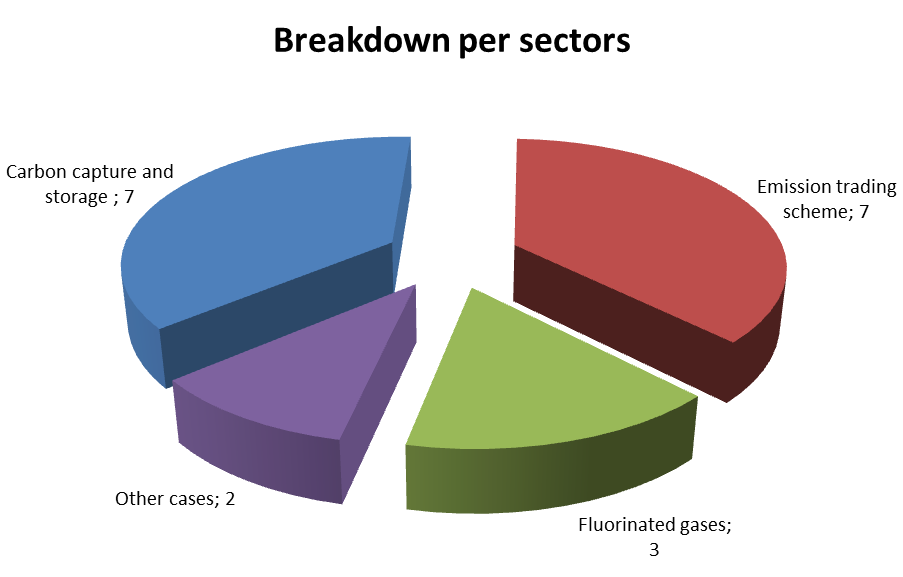 Breakdown per sectors
Carbon capture and
storage ; 7
Emission trading
scheme; 7
Other cases; 2
Fluorinated gases;
3